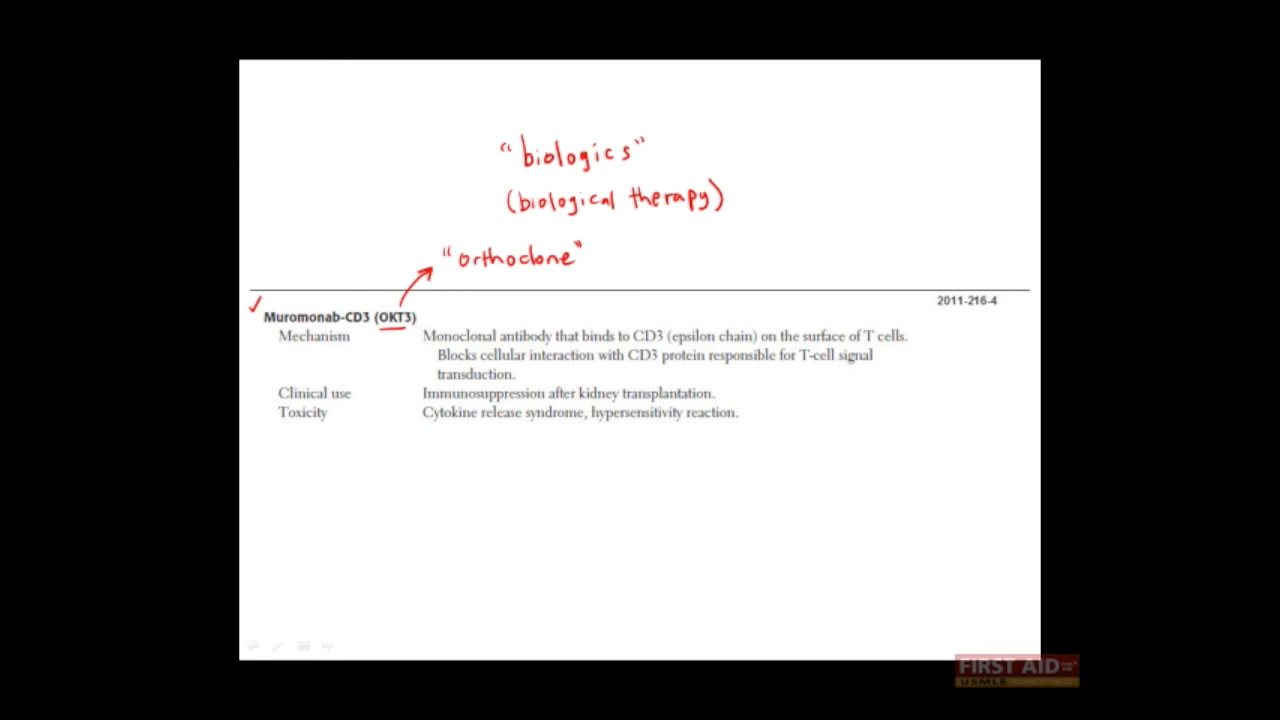 "biologics"
(biological therapy)
"orthoclone"
2011-216-4
Muromonab-CD3 (OKT3)
Mechanism Monoclonal antibody that binds to CD3 (epsilon chain) on the surface of T cells.
Blocks cellular interaction with CD3 protein responsible for T-cell signal
transduction.
Clinical use Immunosuppression after kidney transplantation.
Toxicity Cytokine release syndrome, hypersensitivity reaction.
FIRST AID
USMLE